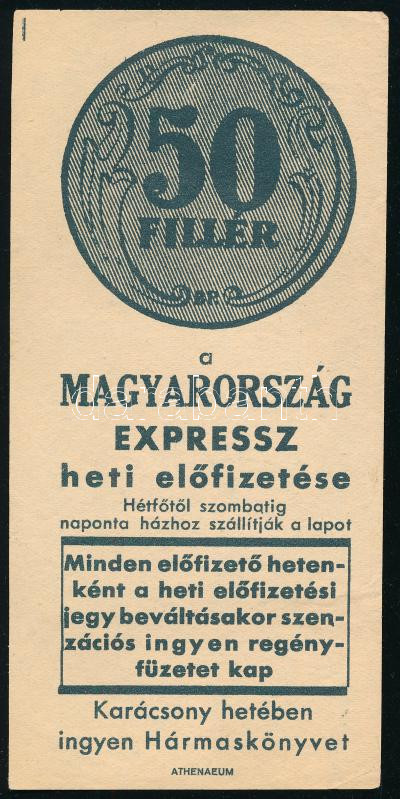 50
FILLÉR
BP.
a
MAGYARORSZÁG
EXPRESSZ
heti előfizetése
Hétfőtől szombatig
naponta házhoz szállítják a lapot
Minden előfizető heten-
ként a heti előfizetési
jegy beváltásakor szen-
zációs ingyen regény-
füzetet kap
Karácsony hetében
ingyen Hármaskönyvet
ATHENAEUM